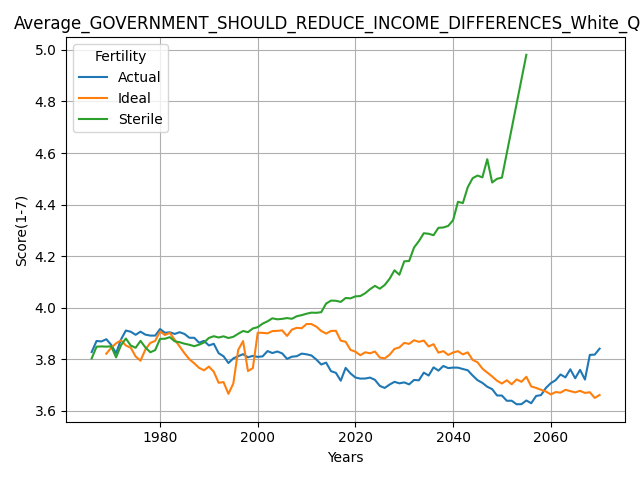 Average_GOVERNMENT_SHOULD_REDUCE_INCOME_DIFFERENCES_White_Q
Fertility
Actual
Ideal
Sterile
Score(1-7)
5.0
4.8
4.6
4.4
4.2
4.0
3.8
3.6
1980 2000 2020 2040 2060
Years